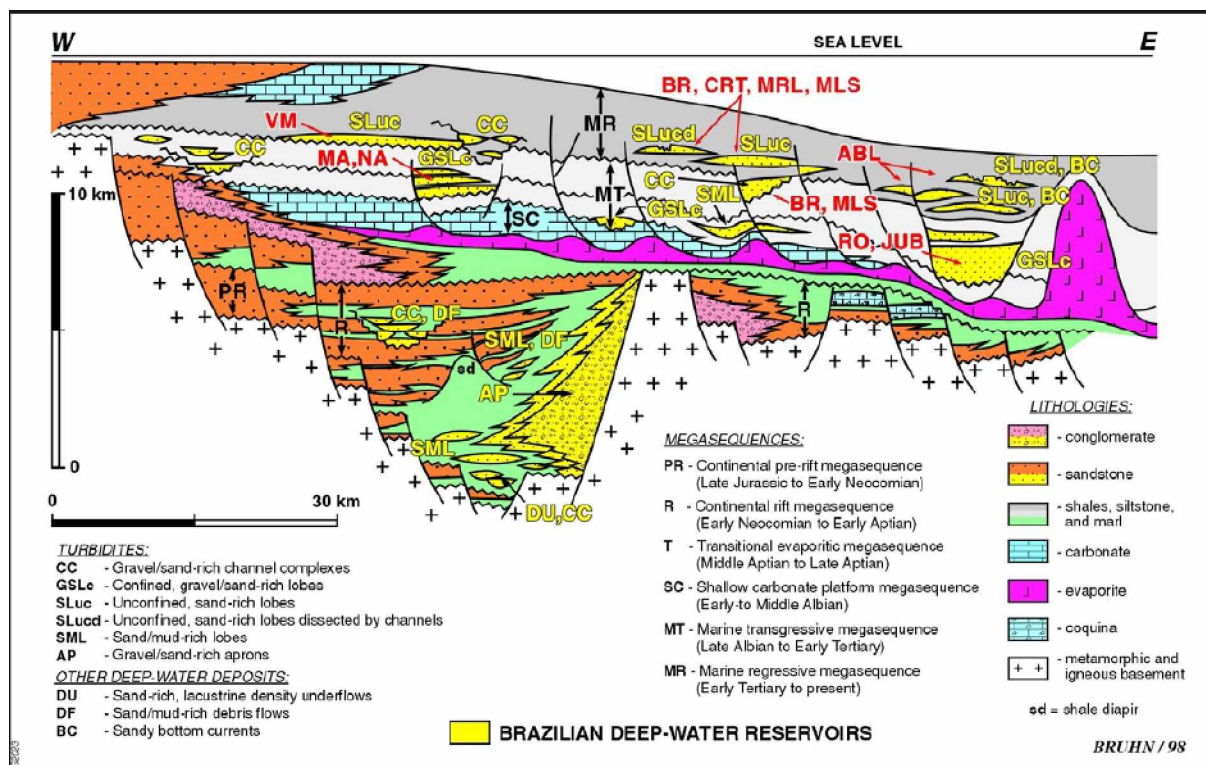 W
SEA LEVEL
E
BR, CRT, MRL, MLS
VM
SLuc
CC
MR
SLucd
SLuc
CC
MA,NA
GSLc
ABL
SLucd, BC
10 km
MT
CC
SML
SLuc, BC
SC
GSLc
BR, MLS
RO, JUB
GSLc
PR
R
CC, DF
R
SML, DF
sd
AP
SML
0
DU,CC
0
30 km
TURBIDITES:
CC - Gravel/sand-rich channel complexes
GSLc - Confined, gravel/sand-rich lobes
SLuc - Unconfined, sand-rich lobes
SLucd - Unconfined, sand-rich lobes dissected by channels
SML - Sand/mud-rich lobes
AP - Gravel/sand-rich aprons
OTHER DEEP-WATER DEPOSITS:
DU - Sand-rich, lacustrine density underflows
DF - Sand/mud-rich debris flows
BC - Sandy bottom currents
MEGASEQUENCES:
PR - Continental pre-rift megasequence
(Late Jurassic to Early Neocomian)
R - Continental rift megasequence
(Early Neocomian to Early Aptian)
T - Transitional evaporitic megasequence
(Middle Aptian to Late Aptian)
SC - Shallow carbonate platform megasequence
(Early to Middle Albian)
MT - Marine transgressive megasequence
(Late Albian to Early Tertiary)
MR - Marine regressive megasequence
(Early Tertiary to present)
LITHOLOGIES:
- conglomerate
- sandstone
- shales, siltstone,
and marl
- carbonate
- evaporite
- coquina
- metamorphic and
igneous basement
sd = shale diapir
BRAZILIAN DEEP-WATER RESERVOIRS
BRUHN / 98